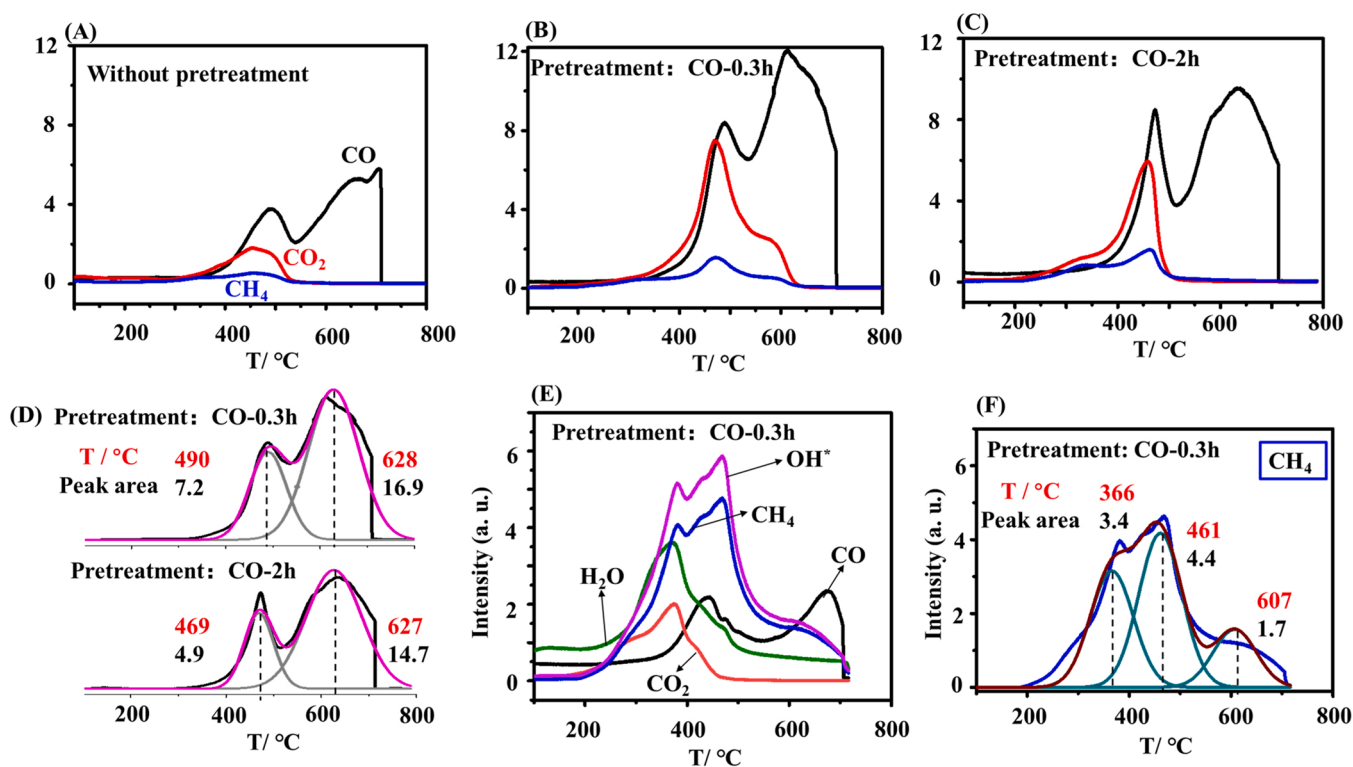 (A)
12
8
4
0
Without pretreatment
CO
CO2
CH4
200 400 600 800
T/ °C
(B)
12
8
4
0
Pretreatment: CO-0.3h
200 400 600 800
T/ °C
(C)
12
8
4
0
Pretreatment: CO-2h
200 400 600 800
T/ °C
(D)
Pretreatment: CO-0.3h
T / °C 490 628
Peak area 7.2 16.9
Pretreatment: CO-2h
469 627
4.9 14.7
200 400 600 800
T/ °C
(E)
Pretreatment: CO-0.3h
Intensity (a. u.)
6
4
2
0
OH*
CH4
CO
H2O
CO2
200 400 600 800
T/ °C
(F)
Pretreatment: CO-0.3h
CH4
Intensity (a. u.)
6
4
2
0
T / °C 366
Peak area 3.4
461
4.4
607
1.7
200 400 600 800
T/ °C